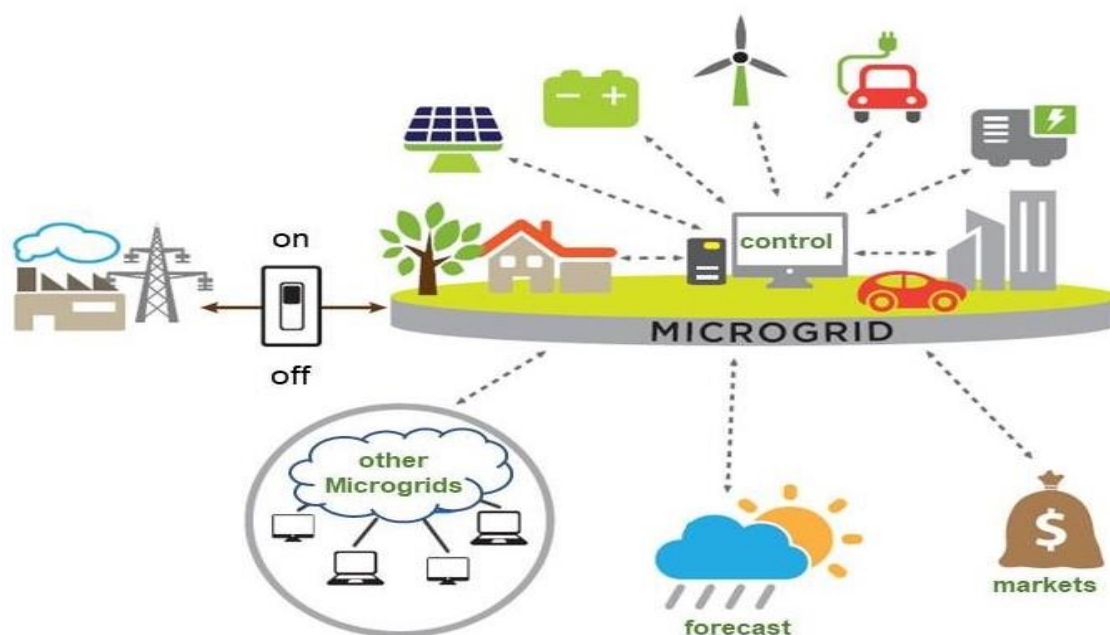 on
off
control
MICROGRID
other
Microgrids
forecast
$
markets